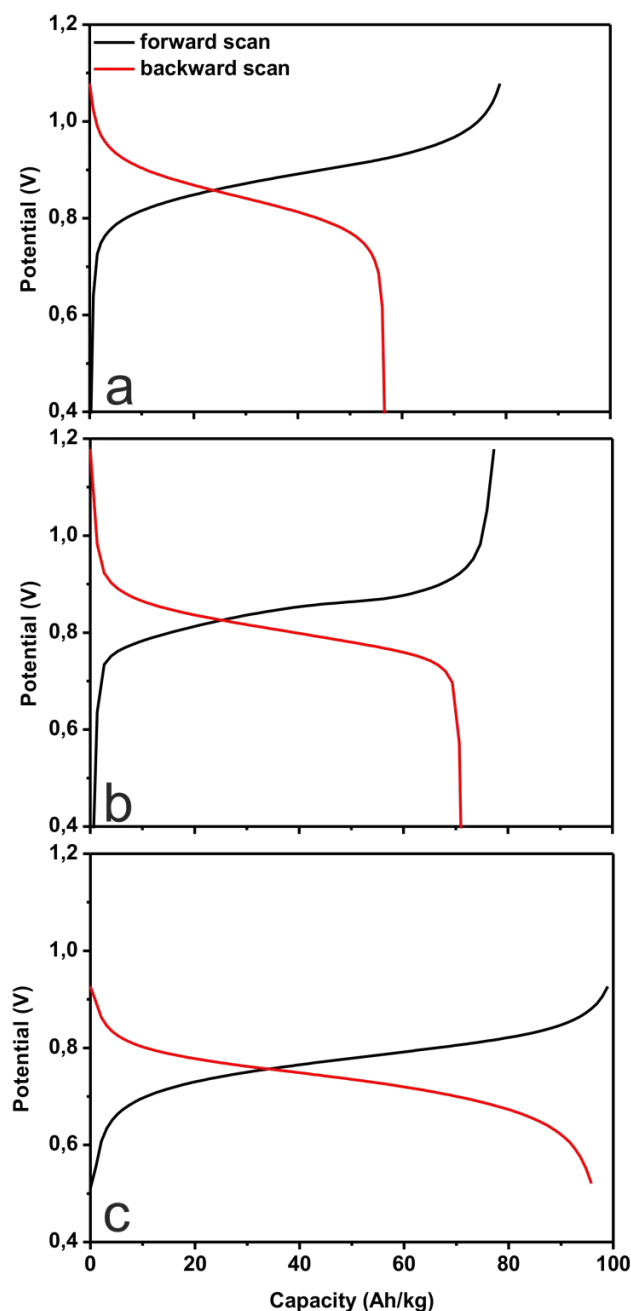 1,2
forward scan
backward scan
1,0
0,8
0,6
0,4
Potential (V)
a
1,2
1,0
0,8
0,6
0,4
Potential (V)
b
1,2
1,0
0,8
0,6
0,4
Potential (V)
c
0 20 40 60 80 100
Capacity (Ah/kg)